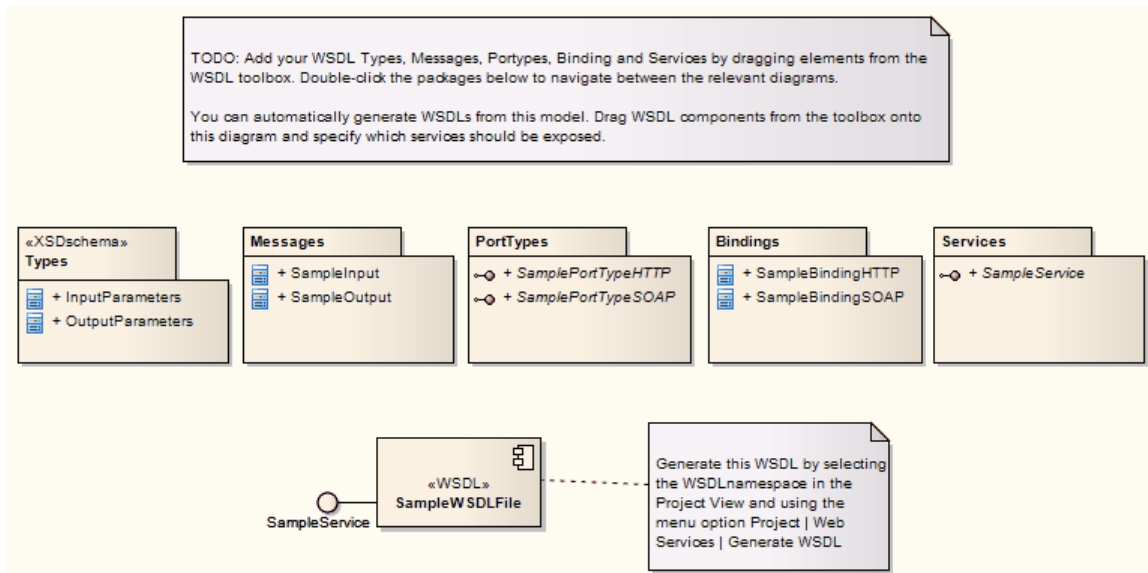 TODO: Add your WSDL Types, Messages, Portypes, Binding and Services by dragging elements from the
WSDL toolbox. Double-click the packages below to navigate between the relevant diagrams.
You can automatically generate WSDLs from this model. Drag WSDL components from the toolbox onto
this diagram and specify which services should be exposed.
«XSDschema»
Types
+ InputParameters
+ OutputParameters
Messages
+ SampleInput
+ SampleOutput
PortTypes
+ SamplePortTypeHTTP
+ SamplePortTypeSOAP
Bindings
+ SampleBindingHTTP
+ SampleBindingSOAP
Services
+ SampleService
«WSDL»
SampleWSDLFile
SampleService
Generate this WSDL by selecting
the WSDLnamespace in the
Project View and using the
menu option Project | Web
Services | Generate WSDL